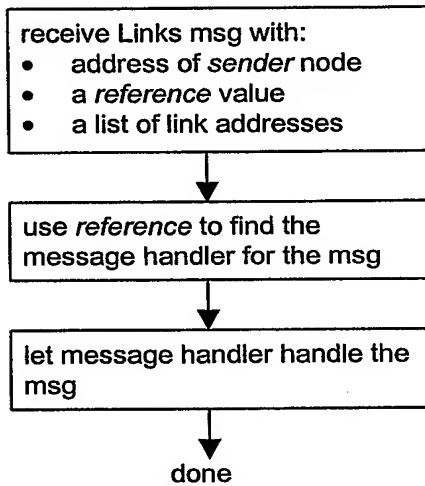 receive Links msg with:
• address of sender node
• a reference value
• a list of link addresses
use reference to find the
message handler for the msg
let message handler handle the
msg
done